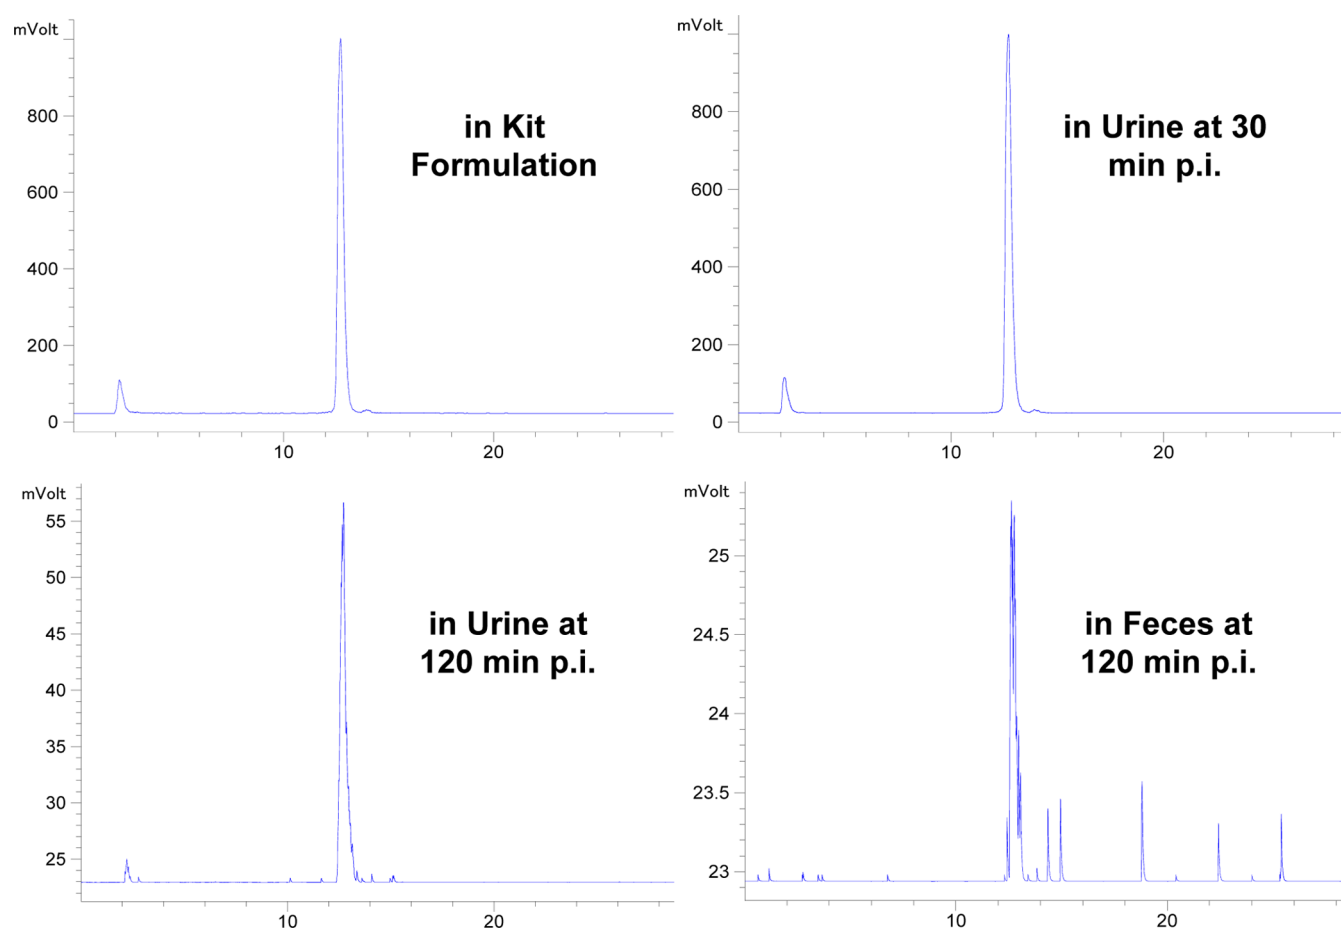 mVolt
800
600
400
200
0
10
20
in Kit
Formulation
mVolt
800
600
400
200
0
10
20
in Urine at 30
min p.i.
mVolt
55
50
45
40
35
30
25
10
20
in Urine at
120 min p.i.
mVolt
25
24.5
24
23.5
23
10
20
in Feces at
120 min p.i.